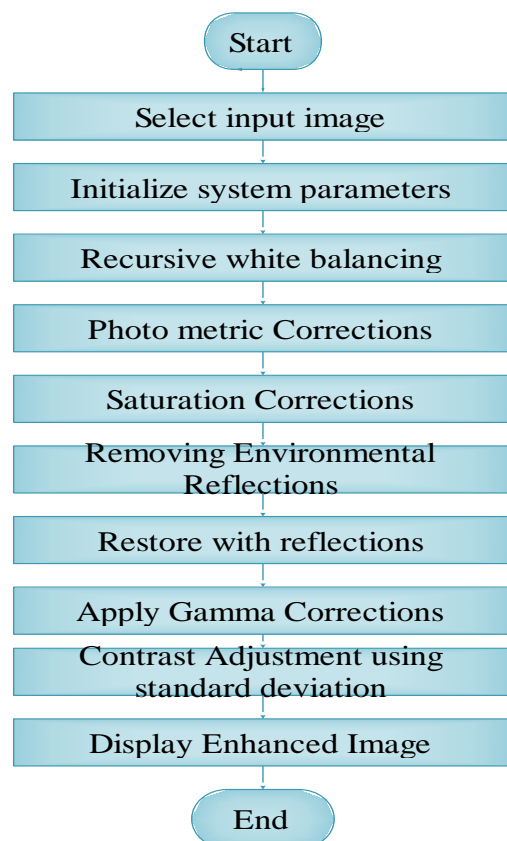 Start
Select input image
Initialize system parameters
Recursive white balancing
Photo metric Corrections
Saturation Corrections
Removing Environmental
Reflections
Restore with reflections
Apply Gamma Corrections
Contrast Adjustment using
standard deviation
Display Enhanced Image
End